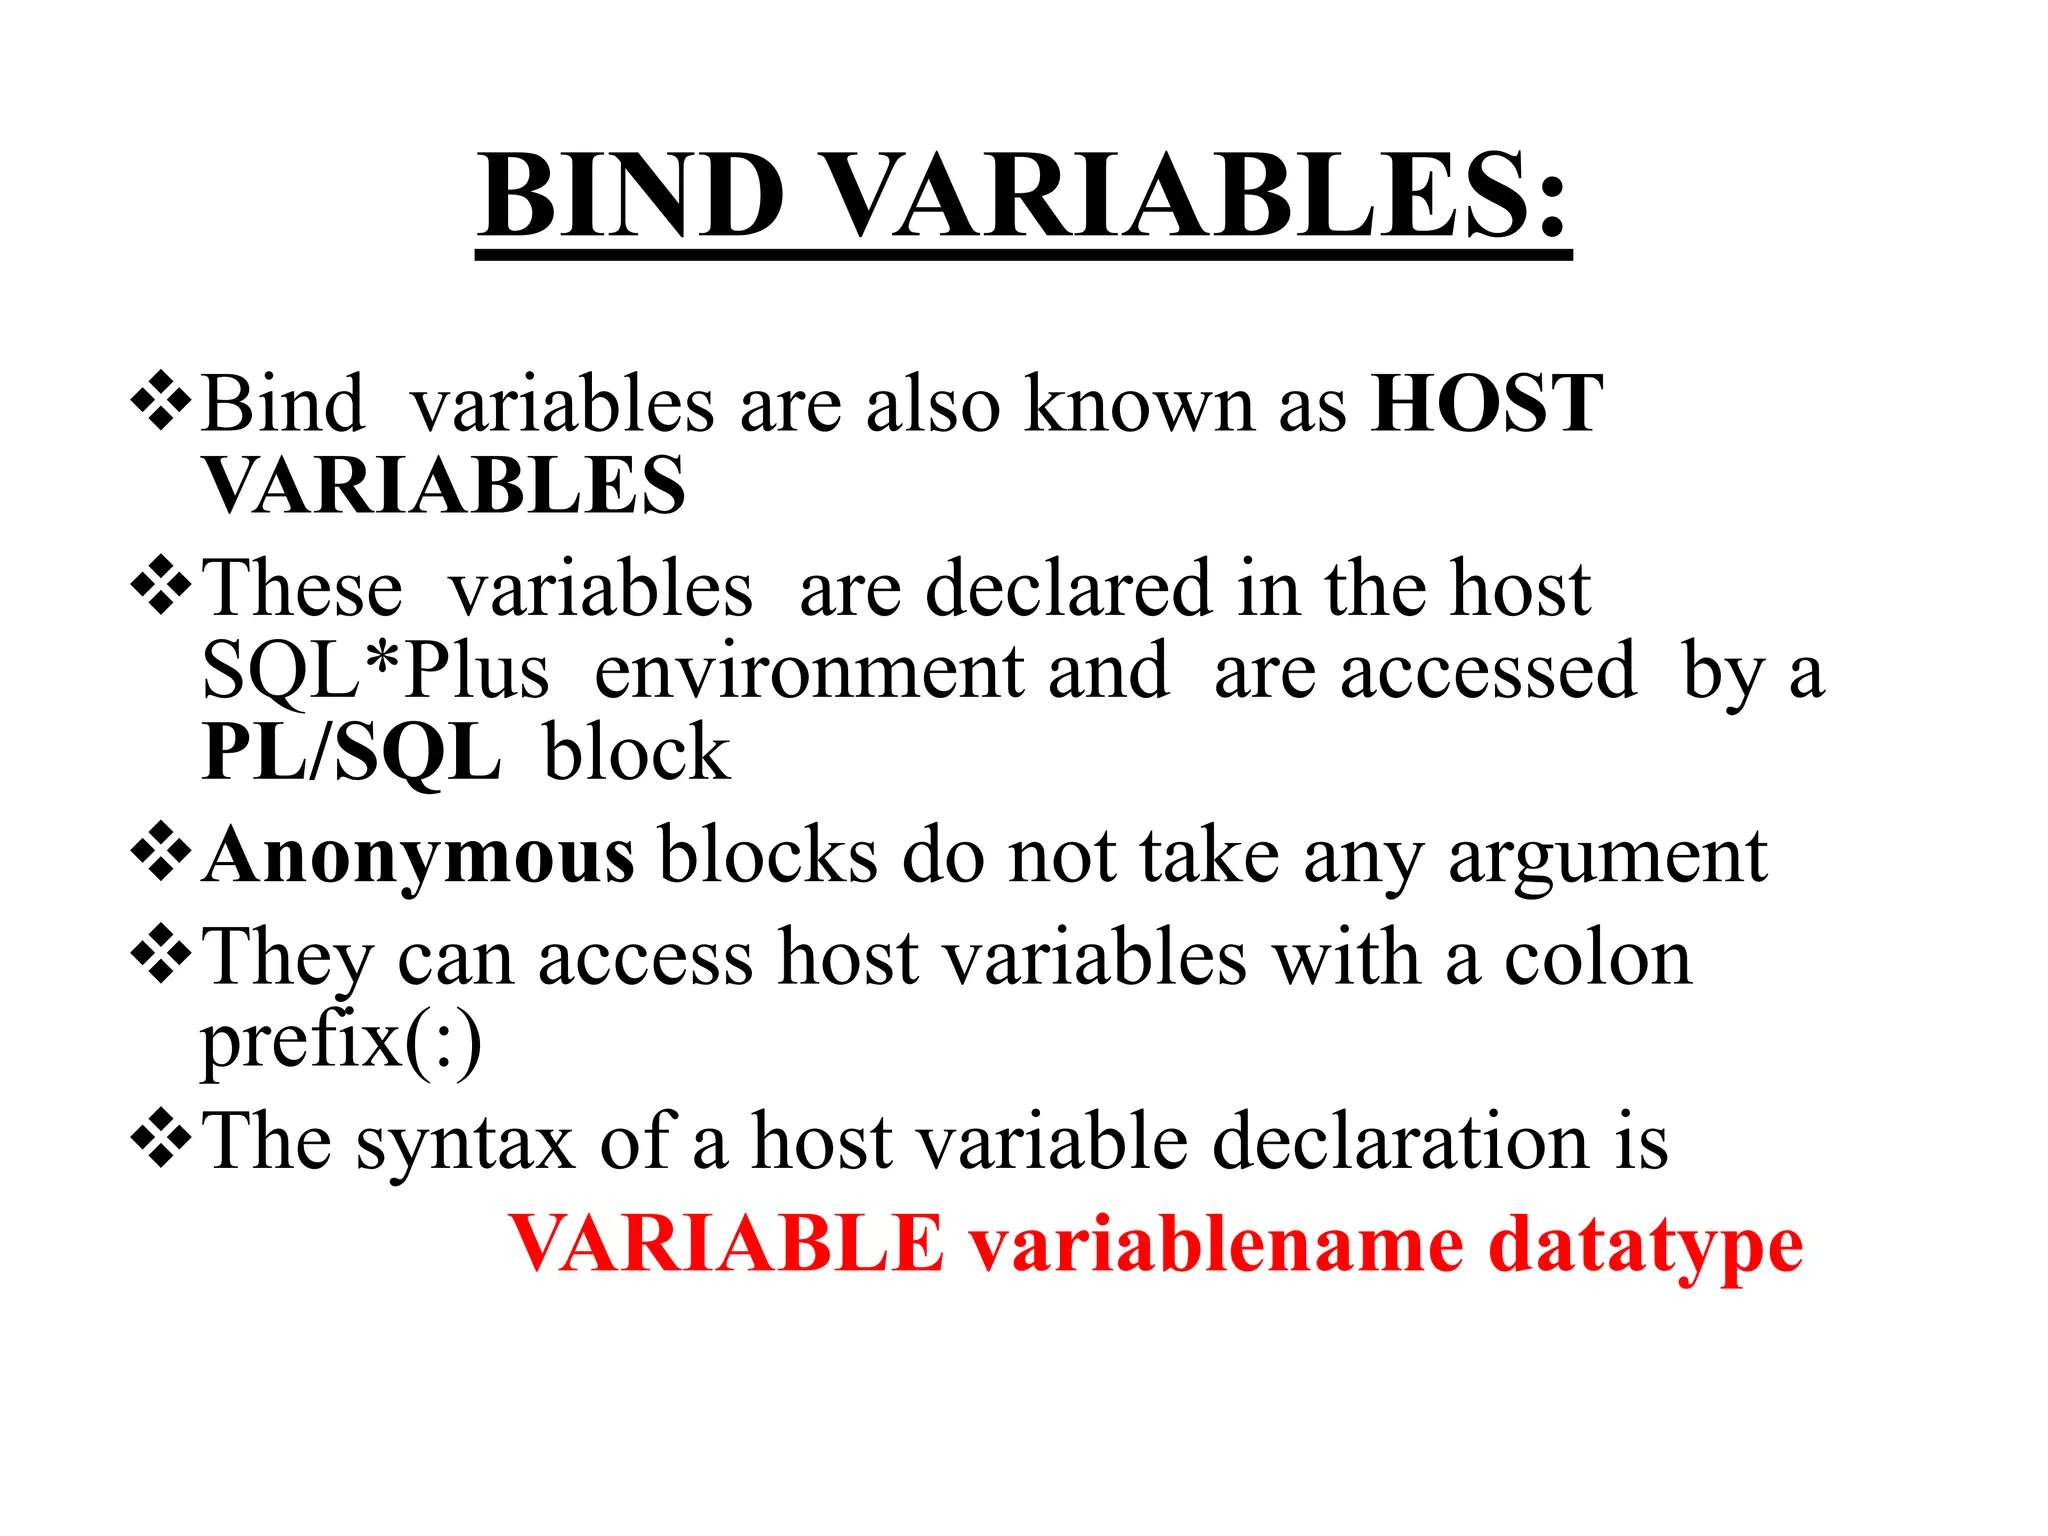 BIND VARIABLES:
❖Bind variables are also known as HOST
VARIABLES
❖These variables are declared in the host
SQL*Plus environment and are accessed by a
PL/SQL block
❖Anonymous blocks do not take any argument
❖They can access host variables with a colon
prefix(:)
❖The syntax of a host variable declaration is
VARIABLE variablename datatype